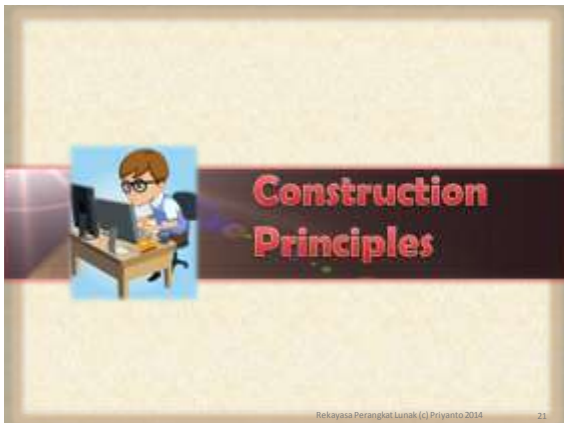 Construction
Principles
Rekayasa Perangkat Lunak (c) Priyanto 2014
21